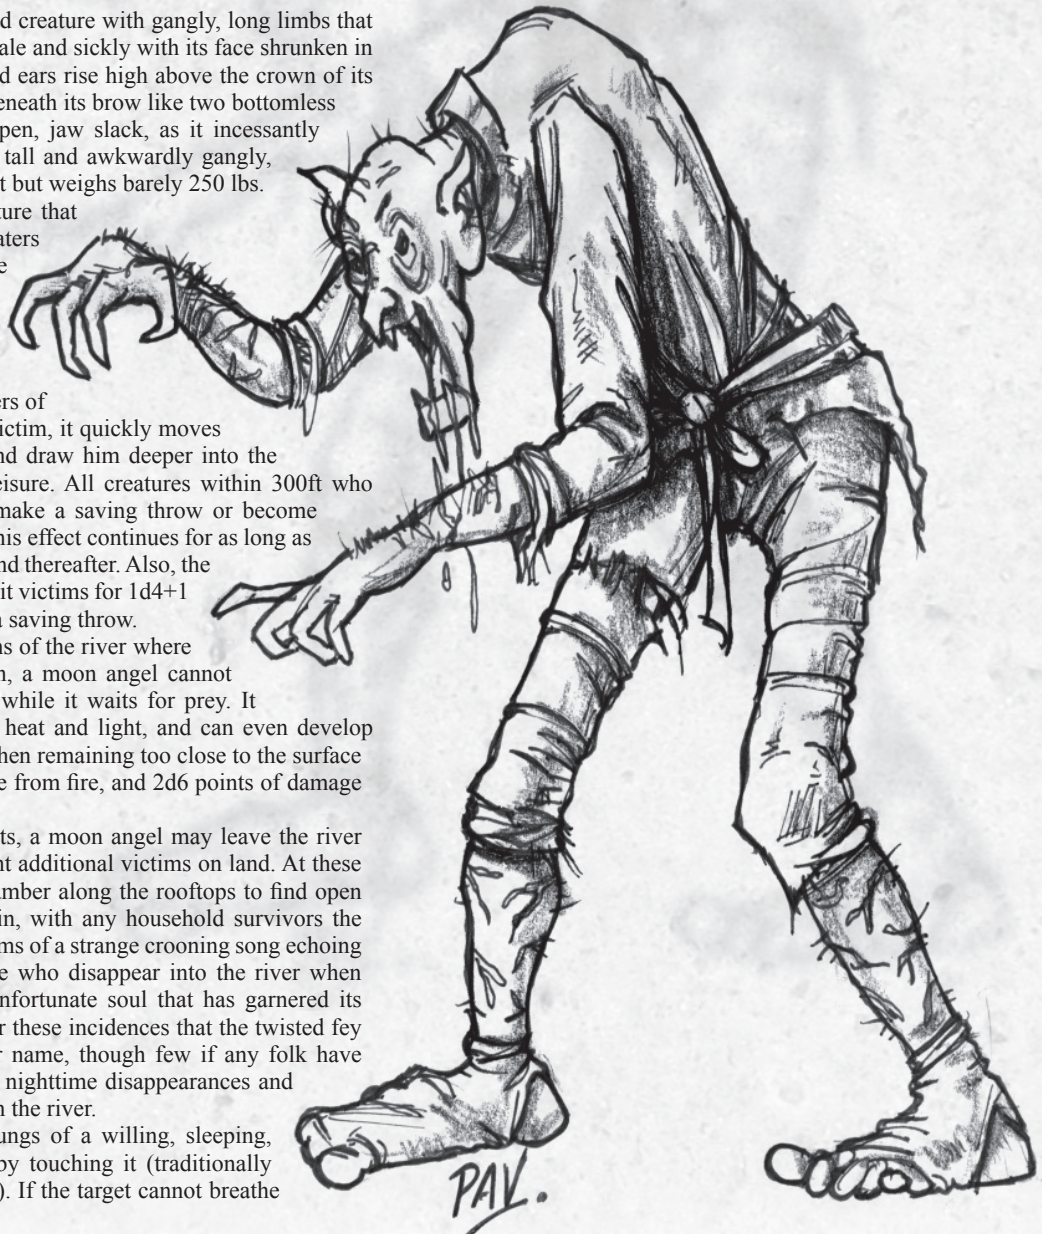 d creature with gangly, long limbs that
ale and sickly with its face shrunken in
d ears rise high above the crown of its
eneath its brow like two bottomless
pen, jaw slack, as it incessantly
tall and awkwardly gangly,
t but weighs barely 250 lbs.
ture that
aters
e
ers of
ictim, it quickly moves
nd draw him deeper into the
eisure. All creatures within 300ft who
make a saving throw or become
his effect continues for as long as
nd thereafter. Also, the
it victims for 1d4+1
a saving throw.
ns of the river where
n, a moon angel cannot
while it waits for prey. It
heat and light, and can even develop
hen remaining too close to the surface
e from fire, and 2d6 points of damage
ts, a moon angel may leave the river
nt additional victims on land. At these
amber along the rooftops to find open
in, with any household survivors the
ms of a strange crooning song echoing
e who disappear into the river when
nfortunate soul that has garnered its
r these incidences that the twisted fey
r name, though few if any folk have
nighttime disappearances and
n the river.
ungs of a willing, sleeping,
by touching it (traditionally
). If the target cannot breathe
PAV.